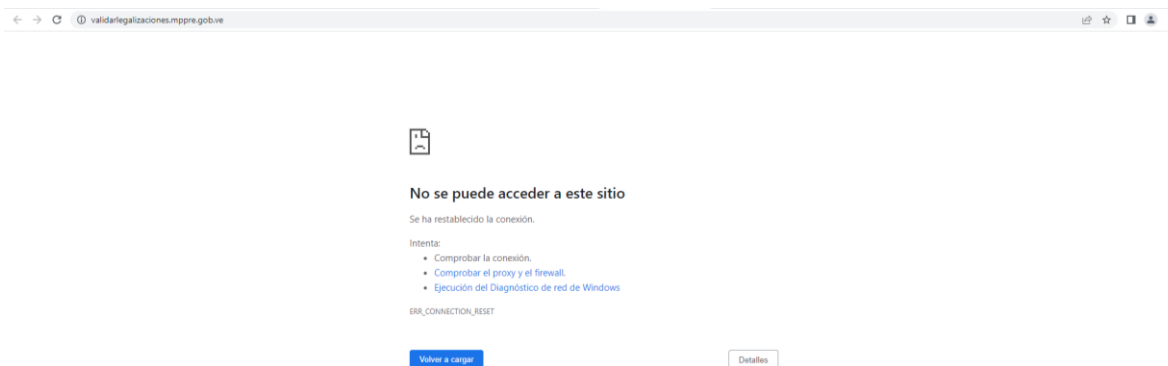 validarlegalizaciones.mppre.gob.ve
No se puede acceder a este sitio
Se ha restablecido la conexión.
Intenta:
Comprobar la conexión.
Comprobar el proxy y el firewall.
Ejecución del Diagnóstico de red de Windows
ERR_CONNECTION_RESET
Volver a cargar
Detalles